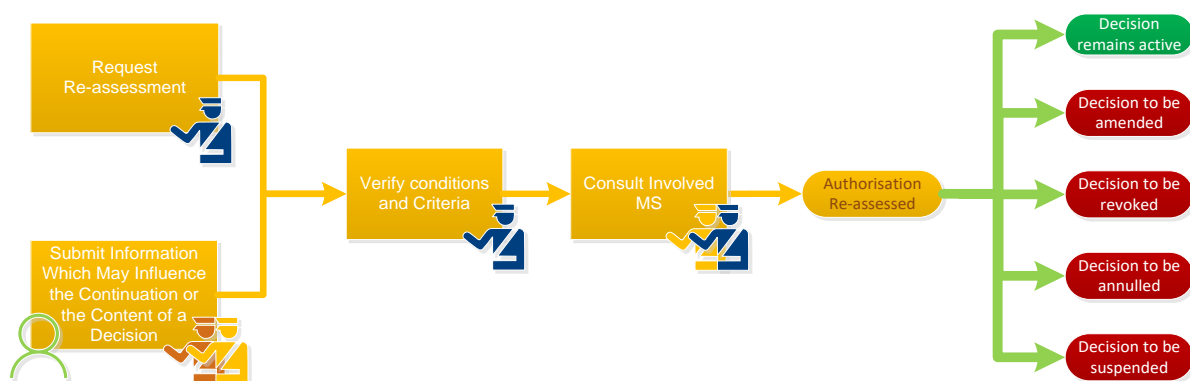 Request
Re-assessment
Submit Information
Which May Influence
the Continuation or
the Content of a
Decision
Verify conditions
and Criteria
Consult Involved
MS
Authorisation
Re-assessed
Decision
remains active
Decision to be
amended
Decision to be
revoked
Decision to be
annulled
Decision to be
suspended